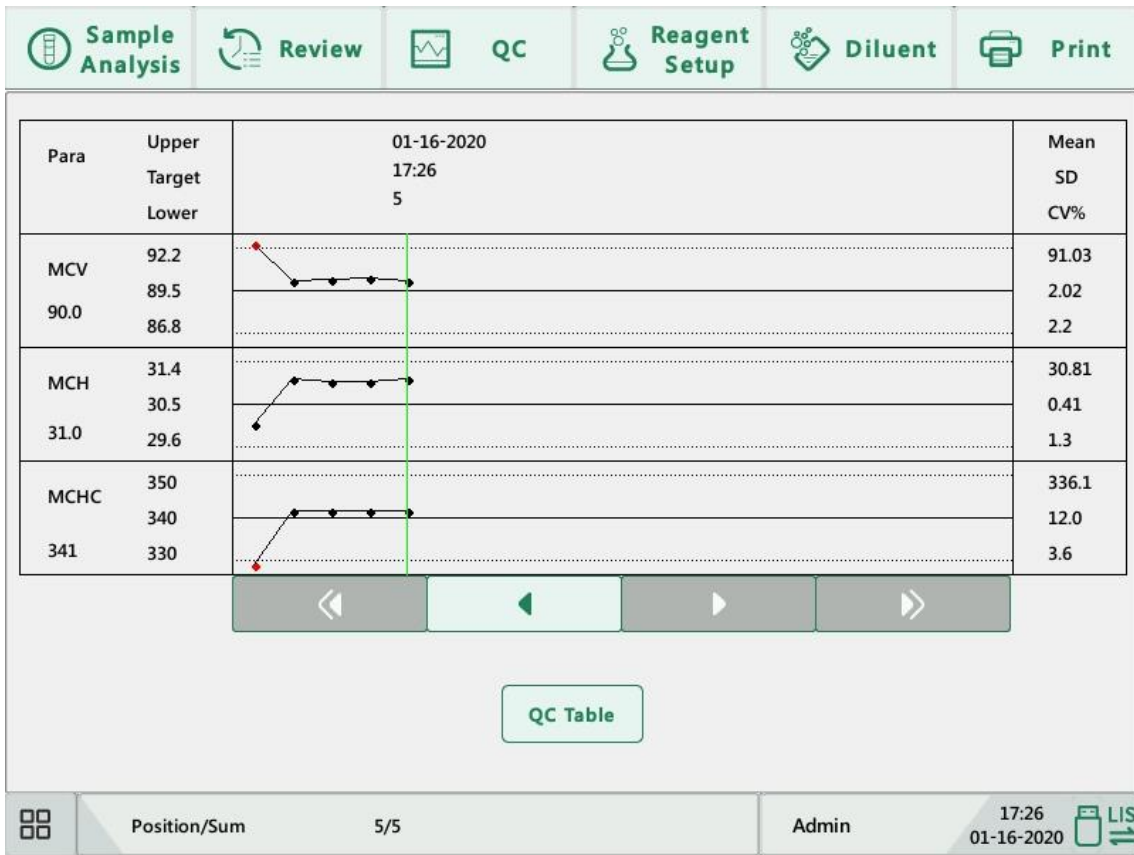 Sample Analysis
Review
QC
Reagent Setup
Diluent
Print
Para
Upper
Target
Lower
01-16-2020
17:26
5
Mean
SD
CV%
MCV
90.0
92.2
89.5
86.8
91.03
2.02
2.2
MCH
31.0
31.4
30.5
29.6
30.81
0.41
1.3
MCHC
341
350
340
330
336.1
12.0
3.6
QC Table
Position/Sum 5/5
Admin
17:26
01-16-2020
LIS